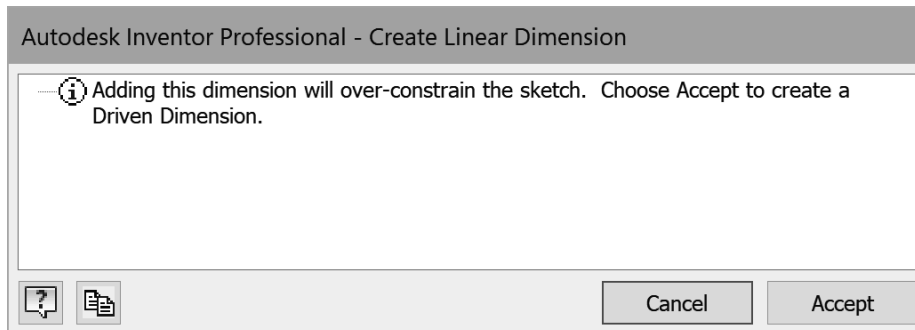 Autodesk Inventor Professional - Create Linear Dimension
Adding this dimension will over-constrain the sketch.  Choose Accept to create a
Driven Dimension.
Cancel
Accept